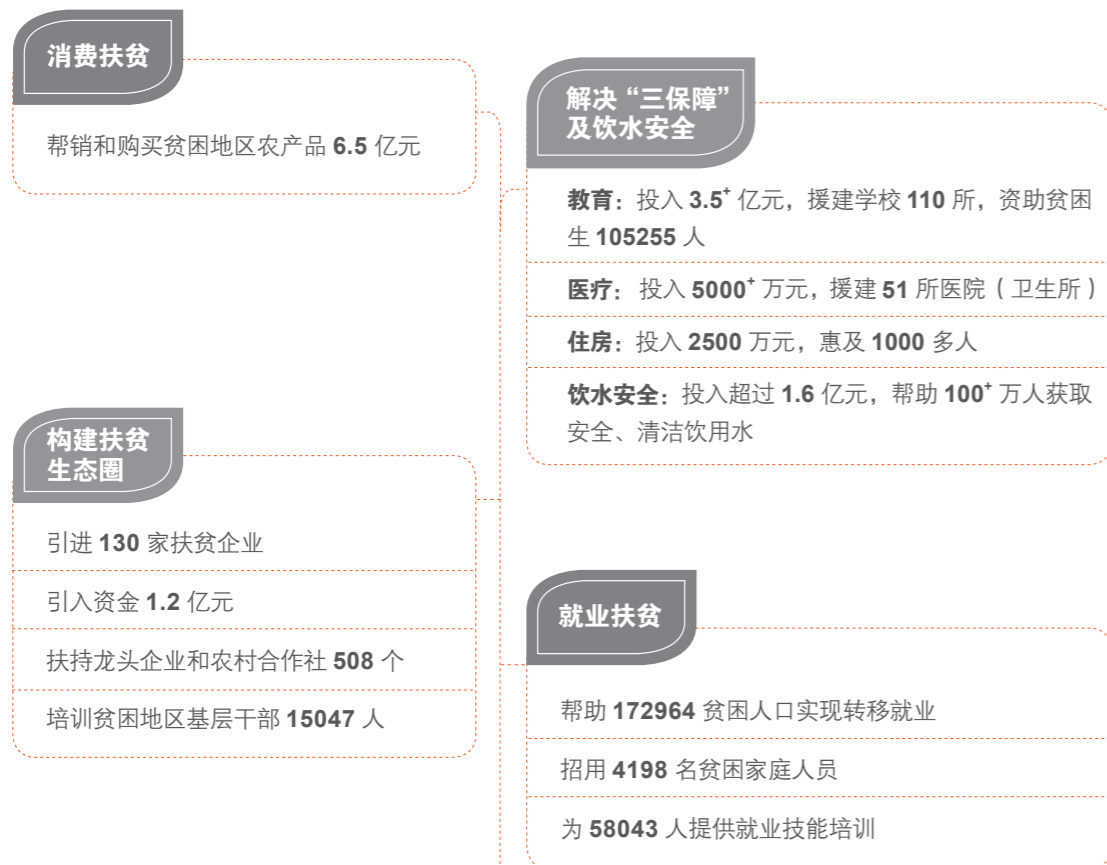 消费扶贫
帮销和购买贫困地区农产品 6.5 亿元
解决“三保障”
及饮水安全
教育：投入 3.5+ 亿元，援建学校 110 所，资助贫困
生 105255 人
医疗：投入 5000+ 万元，援建 51 所医院（卫生所）
住房：投入 2500 万元，惠及 1000 多人
饮水安全：投入超过 1.6 亿元，帮助 100+ 万人获取
安全、清洁饮用水
构建扶贫
生态圈
引进 130 家扶贫企业
引入资金 1.2 亿元
扶持龙头企业和农村合作社 508 个
培训贫困地区基层干部 15047 人
就业扶贫
帮助 172964 贫困人口实现转移就业
招用 4198 名贫困家庭人员
为 58043 人提供就业技能培训